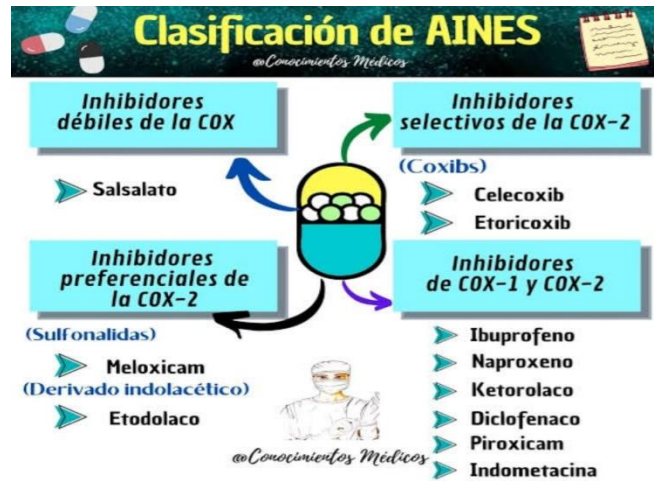 Clasificación de AINES
@Conocimientos Médicos
Inhibidores
débiles de la COX
Salsalato
Inhibidores
selectivos de la COX-2
(Coxibs)
Celecoxib
Etoricoxib
Inhibidores
preferenciales de
la COX-2
(Sulfonalidas)
Meloxicam
(Derivado indolacético)
Etodolaco
Inhibidores
de COX-1 y COX-2
Ibuprofeno
Naproxeno
Ketorolaco
Diclofenaco
Piroxicam
Indometacina
@Conocimientos Médicos